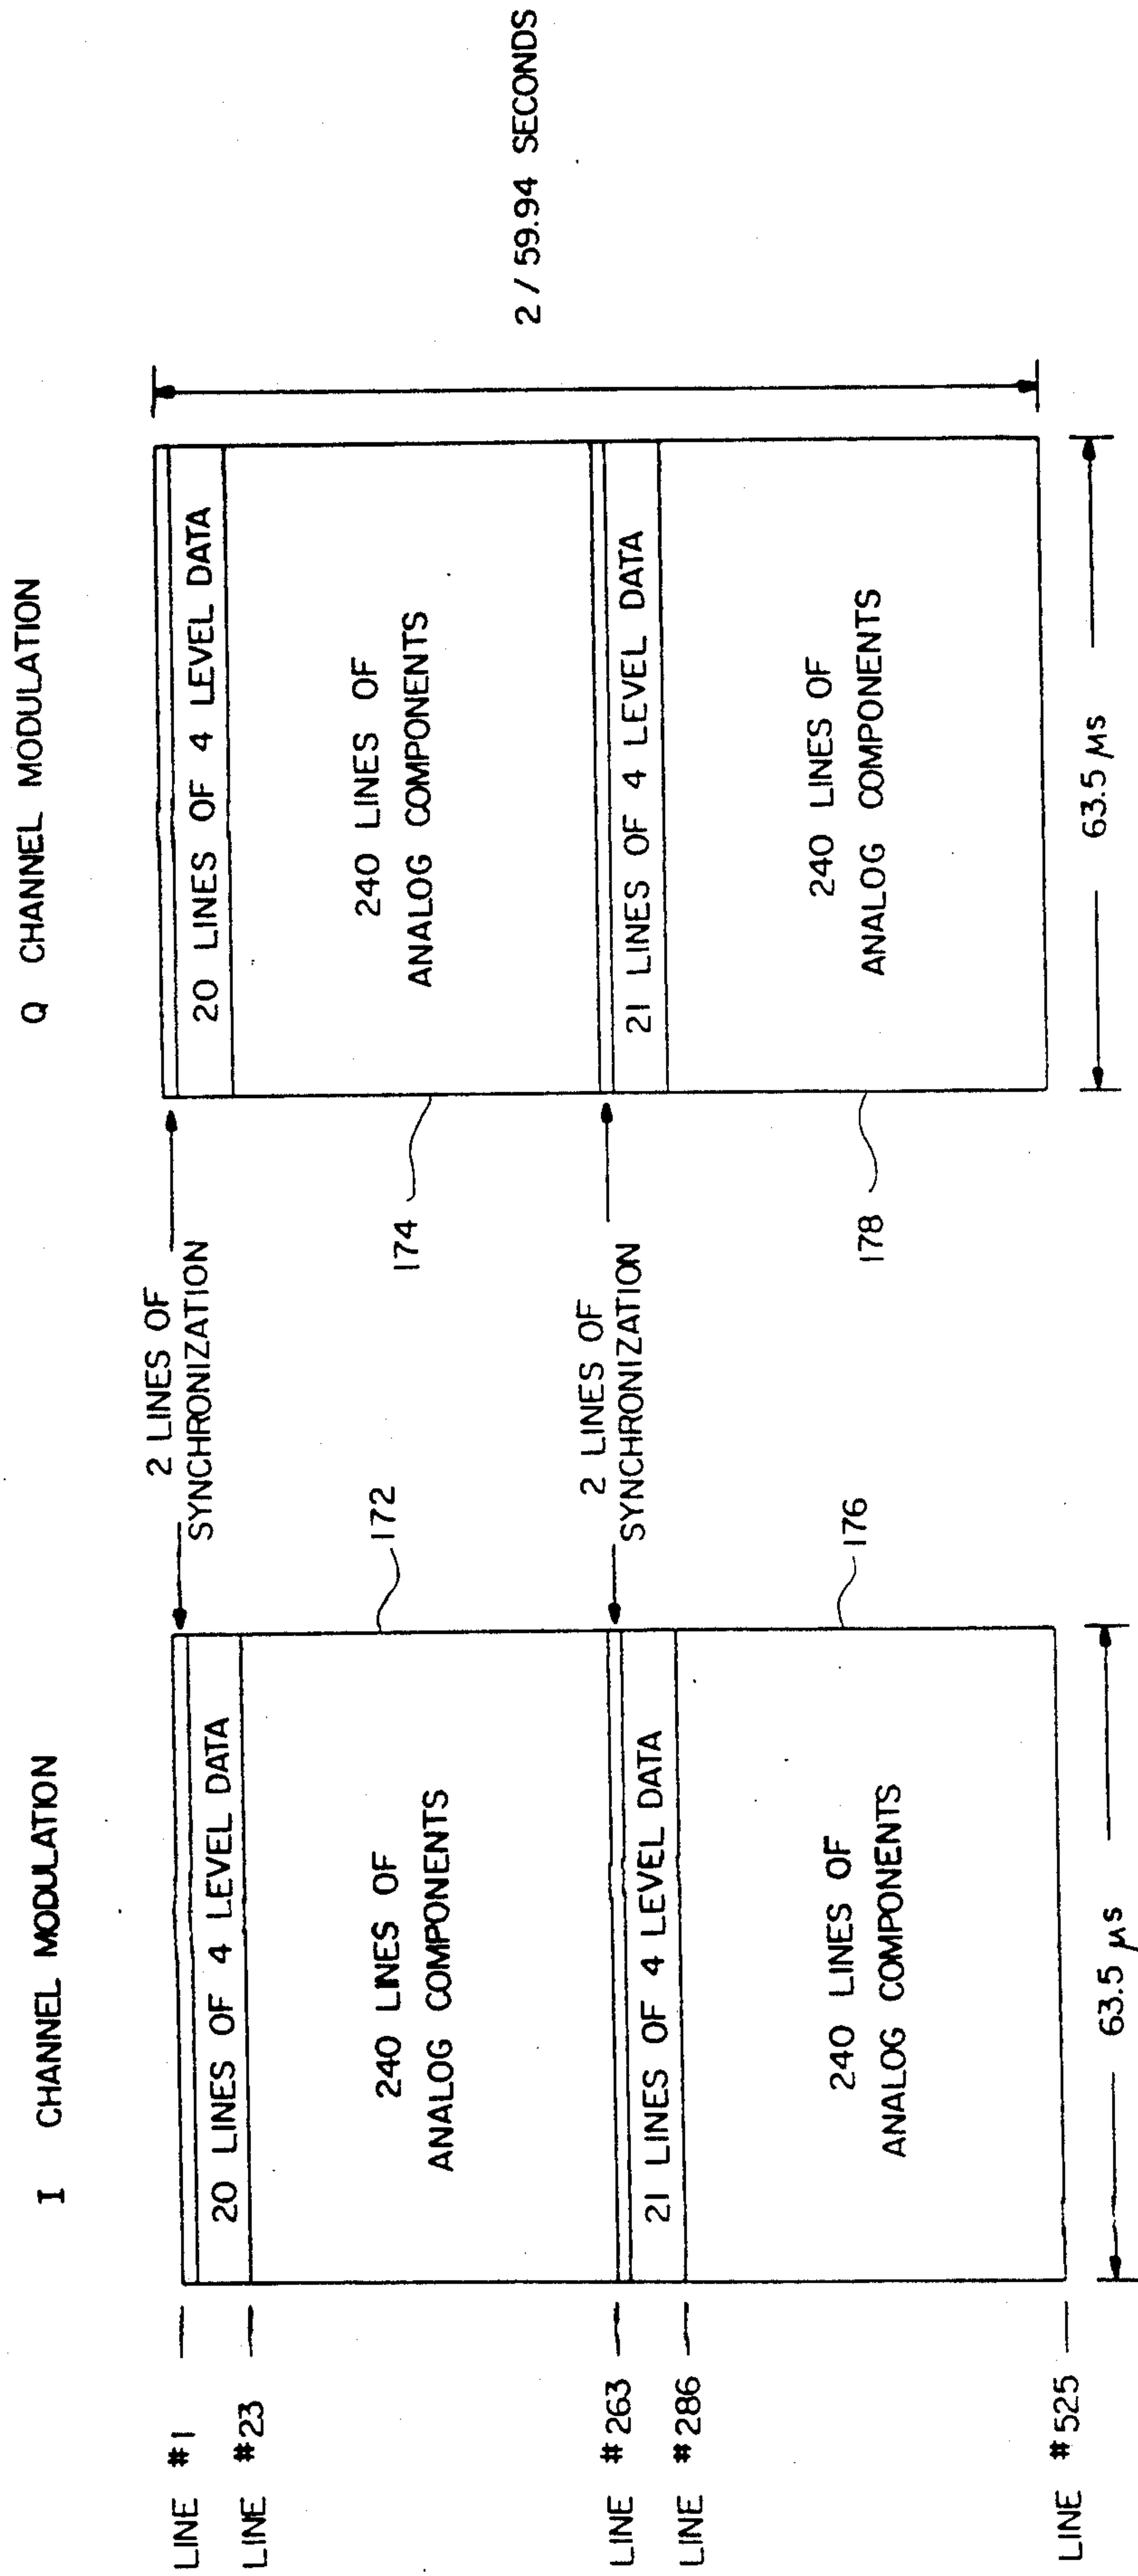 I CHANNEL MODULATION
Q CHANNEL MODULATION
LINE #1
LINE #23
LINE #263
LINE #286
LINE #525
20 LINES OF 4 LEVEL DATA
240 LINES OF
ANALOG COMPONENTS
21 LINES OF 4 LEVEL DATA
240 LINES OF
ANALOG COMPONENTS
63.5 μs
2 LINES OF
SYNCHRONIZATION
172
174
2 LINES OF
SYNCHRONIZATION
176
178
20 LINES OF 4 LEVEL DATA
240 LINES OF
ANALOG COMPONENTS
21 LINES OF 4 LEVEL DATA
240 LINES OF
ANALOG COMPONENTS
63.5 μs
2 / 59.94 SECONDS